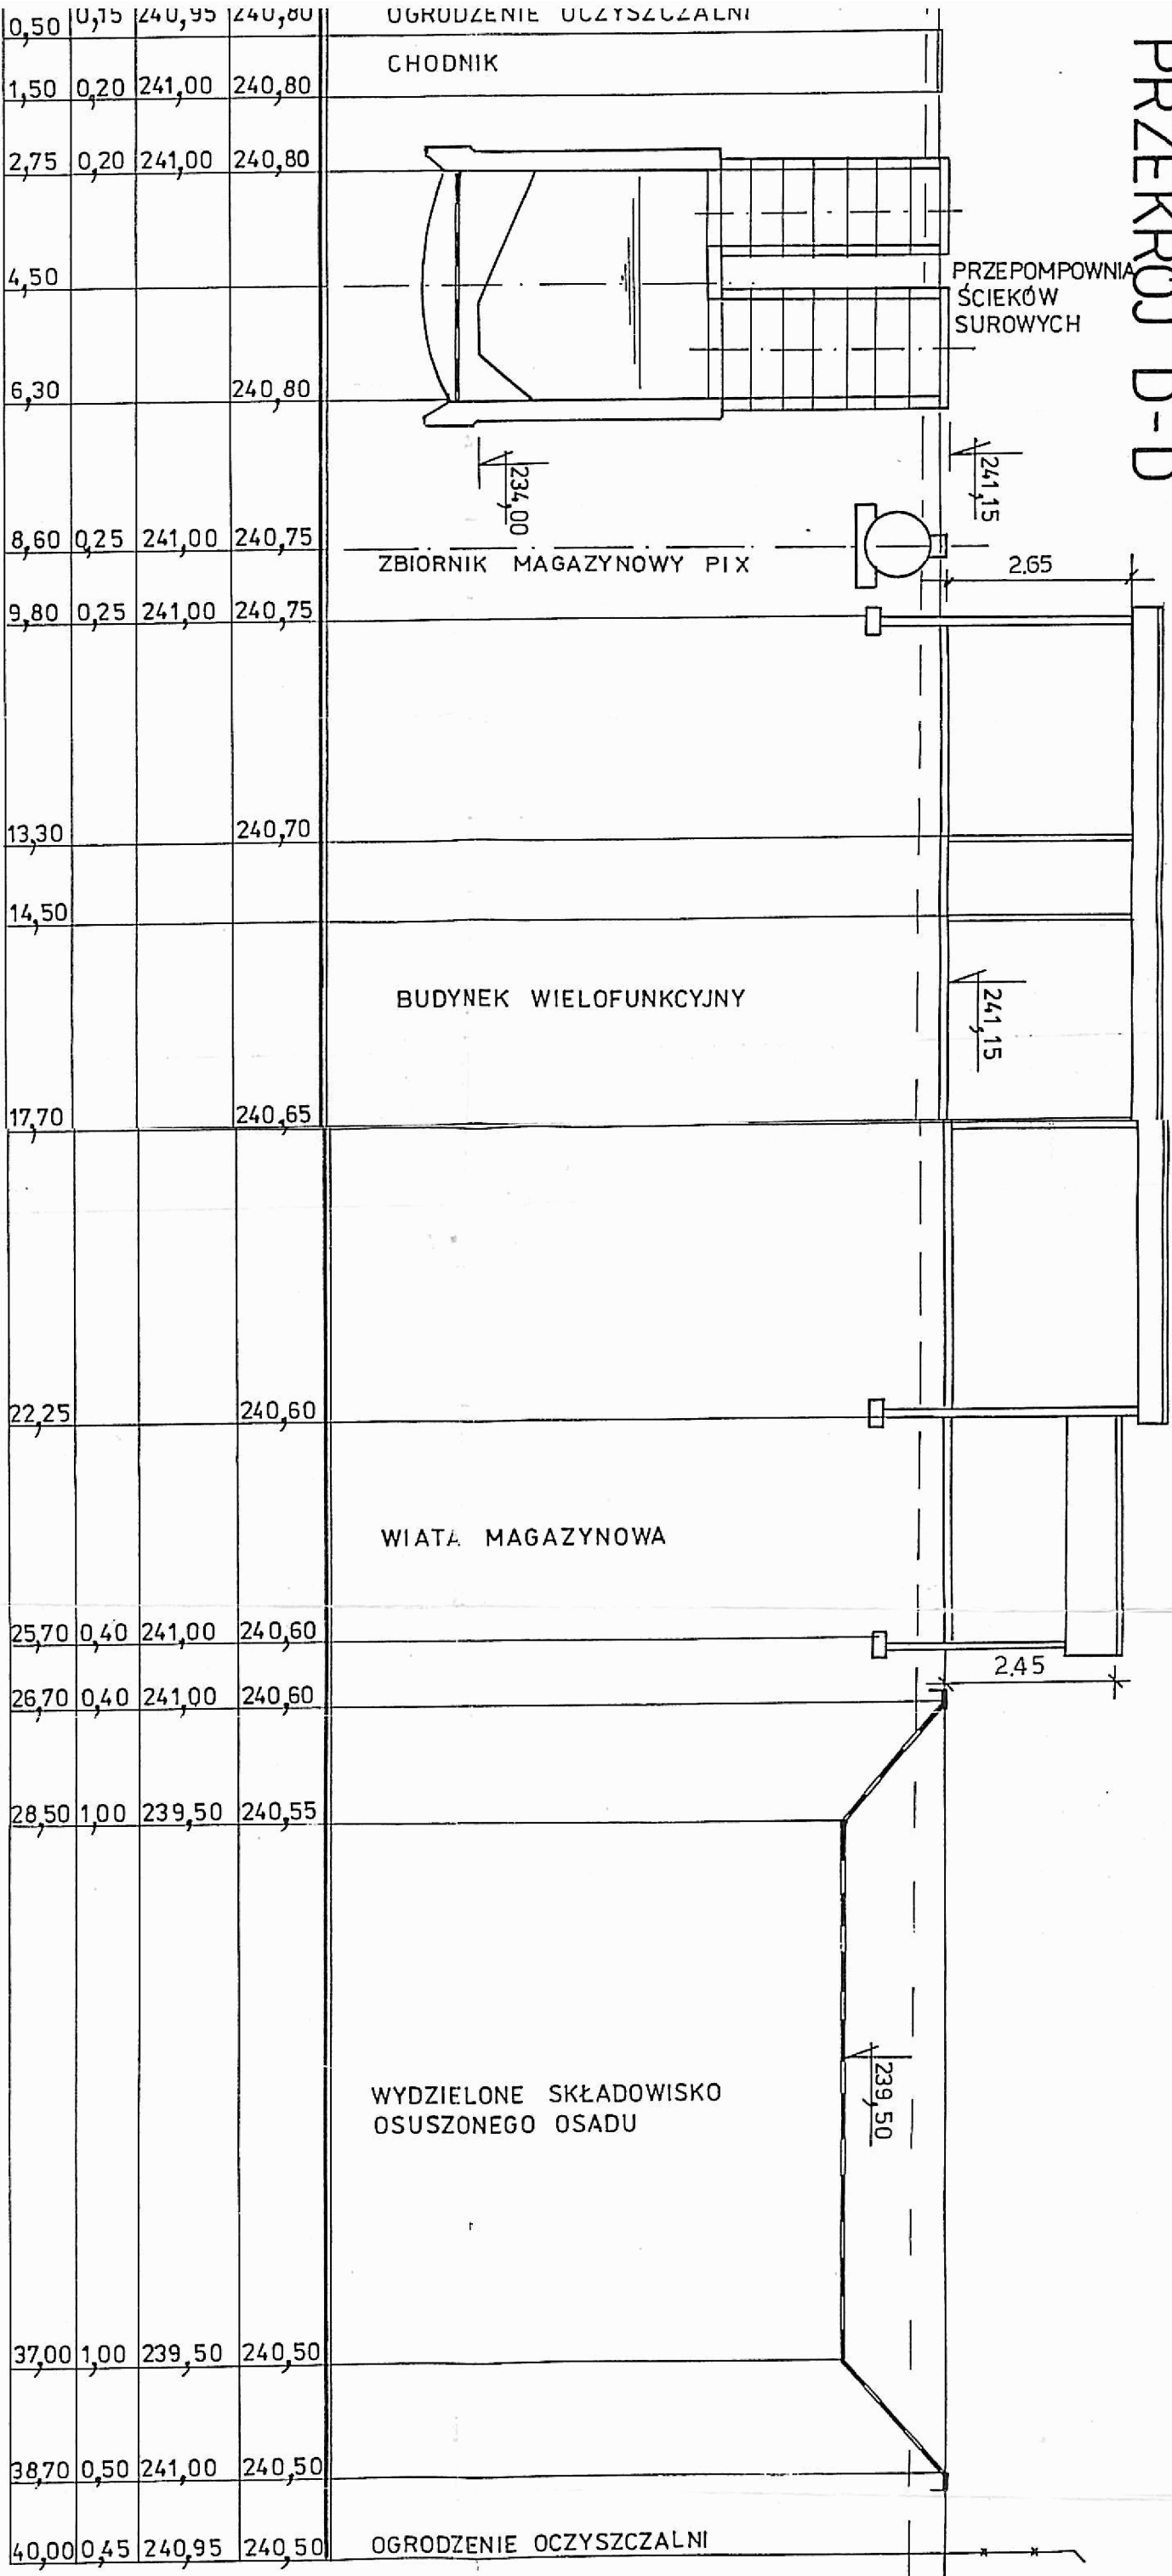 PRZEKRÓJ D-D
0,50 0,15 240,95 240,80 OGRODZENIE OCZYSZCZALNI
CHODNIK
1,50 0,20 241,00 240,80
2,75 0,20 241,00 240,80
4,50
PRZEPOMPOWNIA
ŚCIEKÓW
SUROWYCH
6,30 240,80
234,00
241,15
8,60 0,25 241,00 240,75
ZBIORNIK MAGAZYNOWY PIX
2.65
9,80 0,25 241,00 240,75
13,30 240,70
14,50
BUDYNEK WIELOFUNKCYJNY
241,15
17,70 240,65
22,25 240,60
WIATA MAGAZYNOWA
25,70 0,40 241,00 240,60
2.45
26,70 0,40 241,00 240,60
28,50 1,00 239,50 240,55
239,50
WYDZIELONE SKŁADOWISKO
OSUSZONEGO OSADU
37,00 1,00 239,50 240,50
38,70 0,50 241,00 240,50
40,00 0,45 240,95 240,50 OGRODZENIE OCZYSZCZALNI